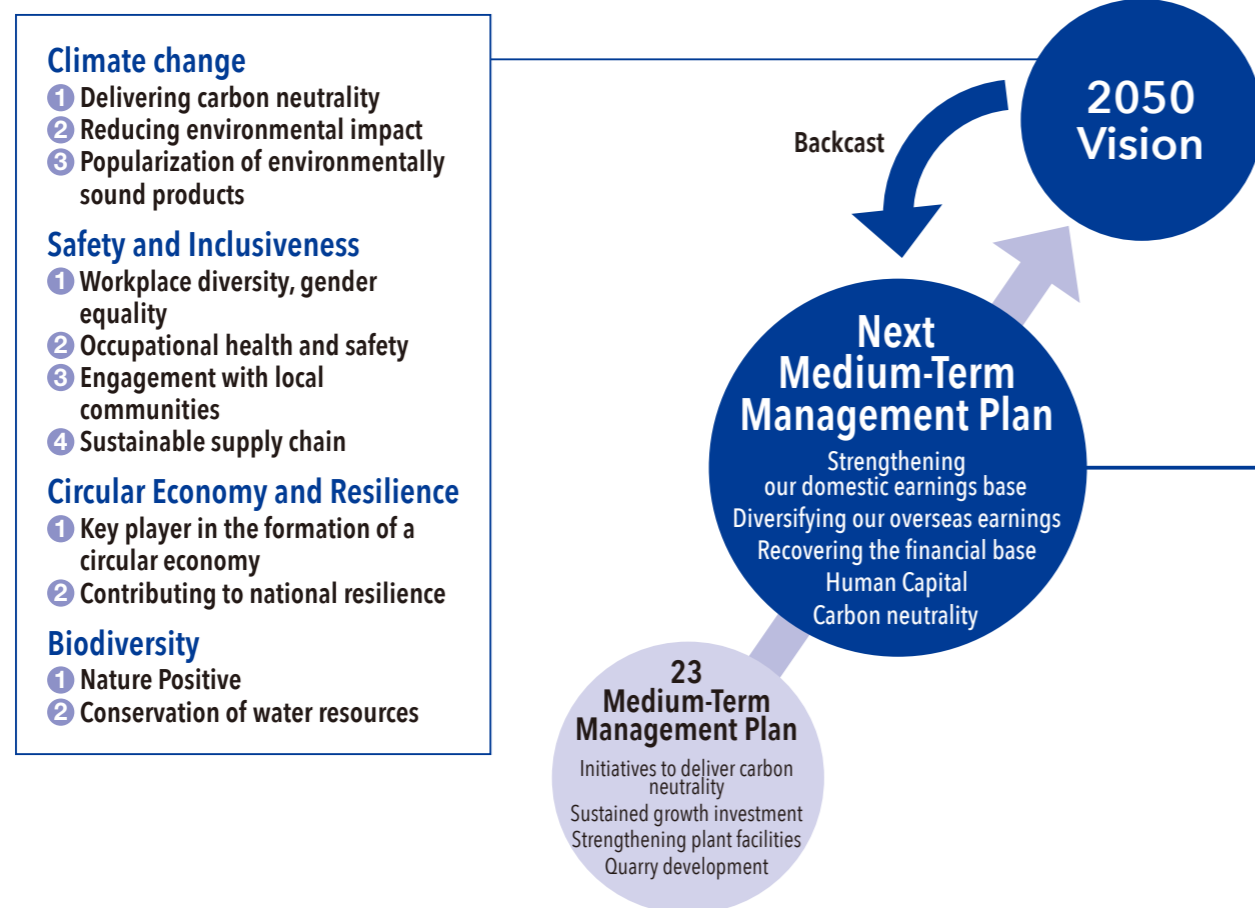 Climate change
1 Delivering carbon neutrality
2 Reducing environmental impact
3 Popularization of environmentally
sound products
Safety and Inclusiveness
1 Workplace diversity, gender
equality
2 Occupational health and safety
3 Engagement with local
communities
4 Sustainable supply chain
Circular Economy and Resilience
1 Key player in the formation of a
circular economy
2 Contributing to national resilience
Biodiversity
1 Nature Positive
2 Conservation of water resources
2050
Vision
Backcast
Next
Medium-Term
Management Plan
Strengthening
our domestic earnings base
Diversifying our overseas earnings
Recovering the financial base
Human Capital
Carbon neutrality
23
Medium-Term
Management Plan
Initiatives to deliver carbon
neutrality
Sustained growth investment
Strengthening plant facilities
Quarry development